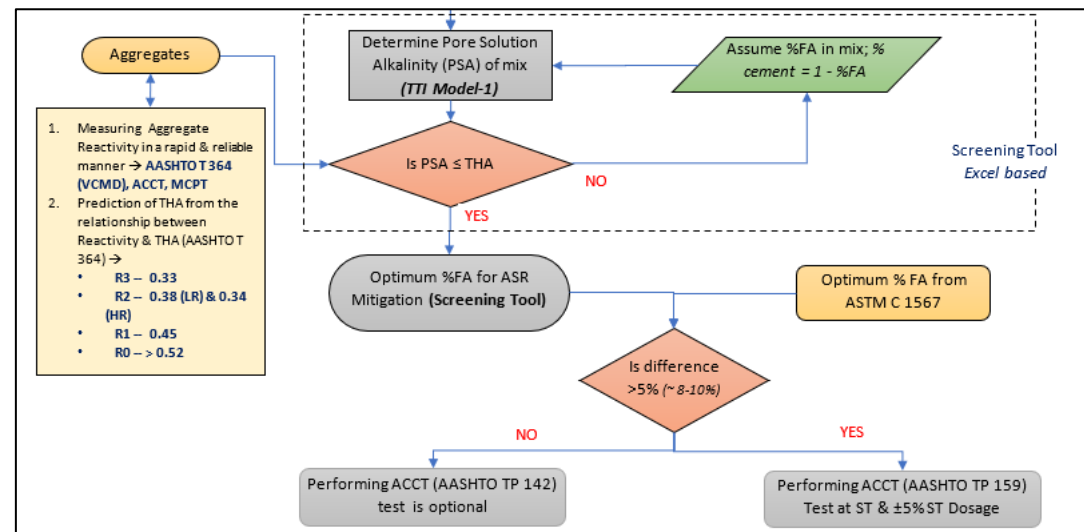 Aggregates
1. Measuring Aggregate
Reactivity in a rapid & reliable
manner → AASHTO T 364
(VCMD), ACCT, MCPT
2. Prediction of THA from the
relationship between
Reactivity & THA (AASHTO T
364) →
• R3 – 0.33
• R2 – 0.38 (LR) & 0.34
(HR)
• R1 – 0.45
• R0 – > 0.52
Determine Pore Solution
Alkalinity (PSA) of mix
(TTI Model-1)
Assume %FA in mix; %
cement = 1 - %FA
Is PSA ≤ THA
NO
YES
Screening Tool
Excel based
Optimum %FA for ASR
Mitigation (Screening Tool)
Optimum % FA from
ASTM C 1567
Is difference
>5% (~ 8-10%)
NO
YES
Performing ACCT (AASHTO TP 142)
test is optional
Performing ACCT (AASHTO TP 159)
Test at ST & ±5% ST Dosage